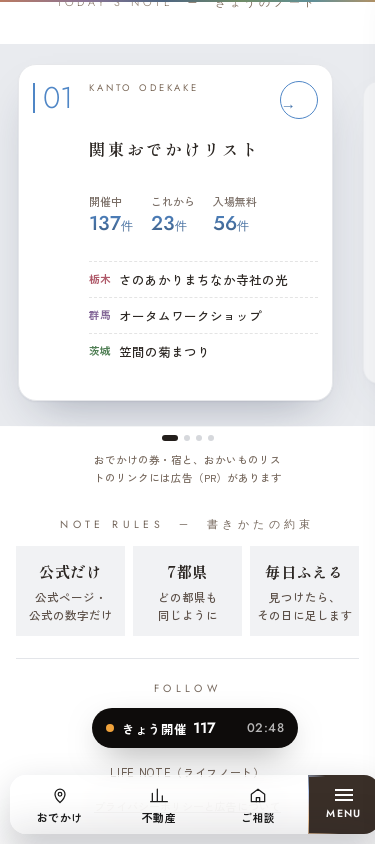 TODAY'S NOTE － きょうのノート
01
KANTO ODEKAKE
→
関東おでかけリスト
開催中 これから 入場無料
137件 23件 56件
栃木 さのあかりまちなか寺社の光
群馬 オータムワークショップ
茨城 笠間の菊まつり
おでかけの券・宿と、おかいものリス
トのリンクには広告（PR）があります
NOTE RULES － 書きかたの約束
公式だけ
公式ページ・
公式の数字だけ
7都県
どの都県も
同じように
毎日ふえる
見つけたら、
その日に足します
FOLLOW
きょう開催 117 02:48
LIFE NOTE（ライフノート）
おでかけ
不動産
ご相談
MENU